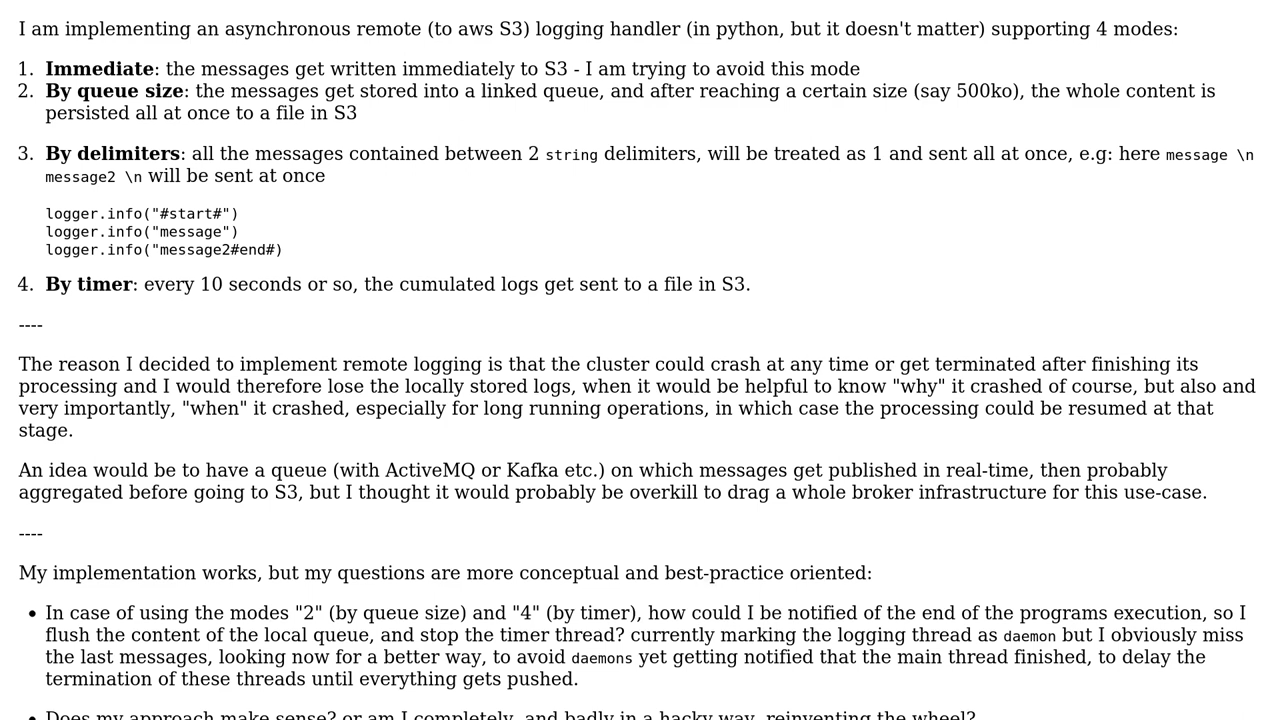 I am implementing an asynchronous remote (to aws S3) logging handler (in python, but it doesn't matter) supporting 4 modes:
1. Immediate: the messages get written immediately to S3 - I am trying to avoid this mode
2. By queue size: the messages get stored into a linked queue, and after reaching a certain size (say 500ko), the whole content is
persisted all at once to a file in S3
3. By delimiters: all the messages contained between 2 string delimiters, will be treated as 1 and sent all at once, e.g: here message \n
message2 \n will be sent at once
logger.info("#start#")
logger.info("message")
logger.info("message2#end#)
4. By timer: every 10 seconds or so, the cumulated logs get sent to a file in S3.
----
The reason I decided to implement remote logging is that the cluster could crash at any time or get terminated after finishing its
processing and I would therefore lose the locally stored logs, when it would be helpful to know "why" it crashed of course, but also and
very importantly, "when" it crashed, especially for long running operations, in which case the processing could be resumed at that
stage.
An idea would be to have a queue (with ActiveMQ or Kafka etc.) on which messages get published in real-time, then probably
aggregated before going to S3, but I thought it would probably be overkill to drag a whole broker infrastructure for this use-case.
----
My implementation works, but my questions are more conceptual and best-practice oriented:
• In case of using the modes "2" (by queue size) and "4" (by timer), how could I be notified of the end of the programs execution, so I
flush the content of the local queue, and stop the timer thread? currently marking the logging thread as daemon but I obviously miss
the last messages, looking now for a better way, to avoid daemons yet getting notified that the main thread finished, to delay the
termination of these threads until everything gets pushed.
• Does my approach make sense? or am I completely, and badly in a hacky way, reinventing the wheel?